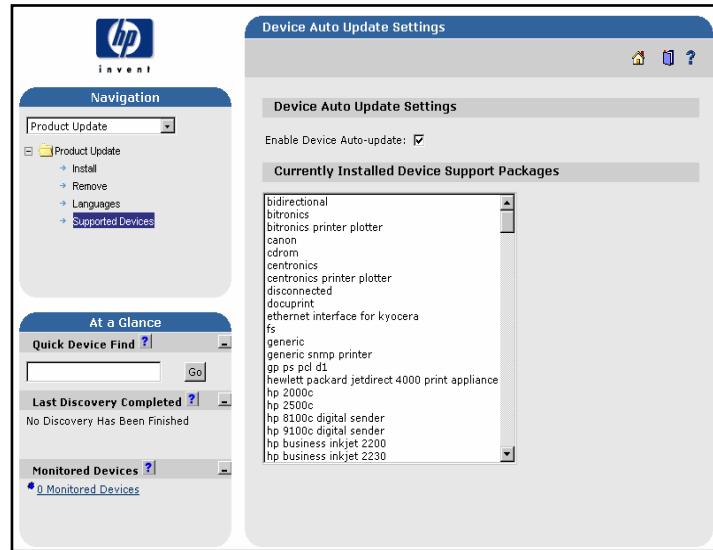 hp
invent
Navigation
Product Update
Product Update
Install
Remove
Languages
Supported Devices
At a Glance
Quick Device Find ?
Go
Last Discovery Completed ?
No Discovery Has Been Finished
Monitored Devices ?
0 Monitored Devices
Device Auto Update Settings
?
Device Auto Update Settings
Enable Device Auto-update:
Currently Installed Device Support Packages
bidirectional
bitronics
bitronics printer plotter
canon
cdrom
centronics
centronics printer plotter
disconnected
docuprint
ethernet interface for kyocera
fs
generic
generic snmp printer
gp ps pcl d1
hewlett packard jetdirect 4000 print appliance
hp 2000c
hp 2500c
hp 8100c digital sender
hp 9100c digital sender
hp business inkjet 2200
hp business inkjet 2230